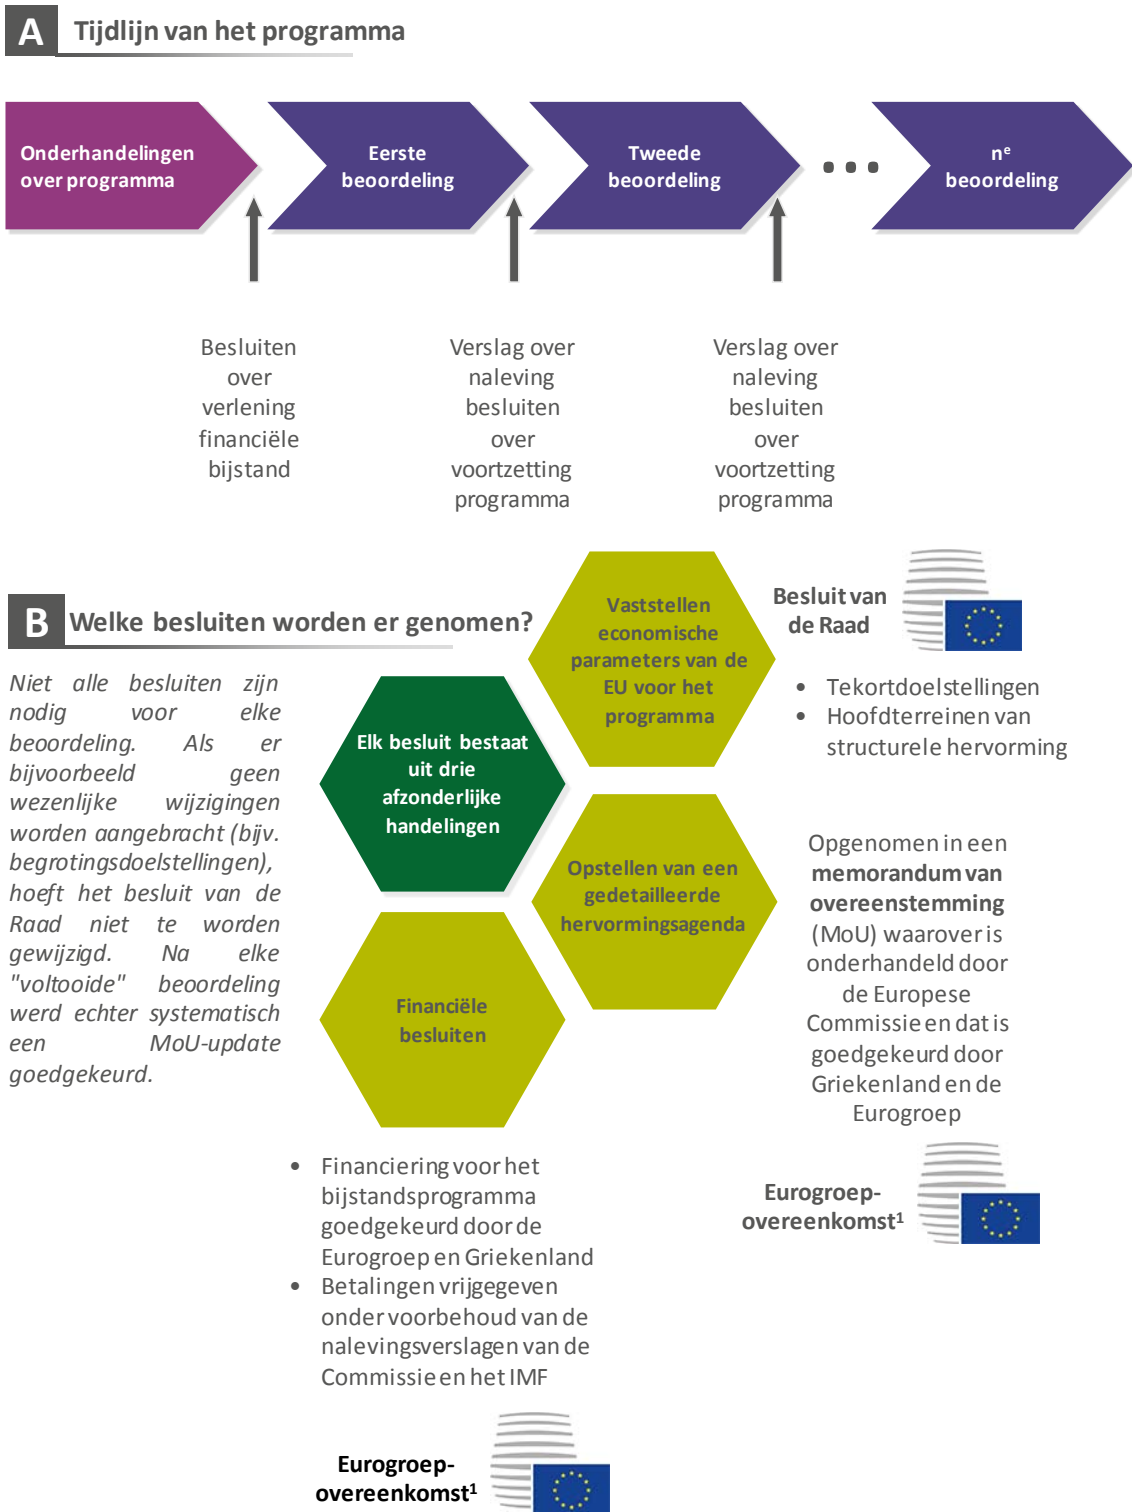 A Tijdlijn van het programma
Onderhandelingen
over programma
Eerste
beoordeling
Tweede
beoordeling
...
nᵉ
beoordeling
Besluiten
over
verlening
financiële
bijstand
Verslag over
naleving
besluiten
over
voortzetting
programma
Verslag over
naleving
besluiten
over
voortzetting
programma
B Welke besluiten worden er genomen?
Niet alle besluiten zijn
nodig voor elke
beoordeling. Als er
bijvoorbeeld geen
wezenlijke wijzigingen
worden aangebracht (bijv.
begrotingsdoelstellingen),
hoeft het besluit van de
Raad niet te worden
gewijzigd. Na elke
"voltooide" beoordeling
werd echter systematisch
een MoU-update
goedgekeurd.
Elk besluit bestaat
uit drie
afzonderlijke
handelingen
Vaststellen
economische
parameters van de
EU voor het
programma
Besluit van
de Raad
• Tekortdoelstellingen
• Hoofdterreinen van
structurele hervorming
Opstellen van een
gedetailleerde
hervormingsagenda
Opgenomen in een
memorandum van
overeenstemming
(MoU) waarover is
onderhandeld door
de Europese
Commissie en dat is
goedgekeurd door
Griekenland en de
Eurogroep
Eurogroep-
overeenkomst¹
Financiële
besluiten
• Financiering voor het
bijstandsprogramma
goedgekeurd door de
Eurogroep en Griekenland
• Betalingen vrijgegeven
onder voorbehoud van de
nalevingsverslagen van de
Commissie en het IMF
Eurogroep-
overeenkomst¹